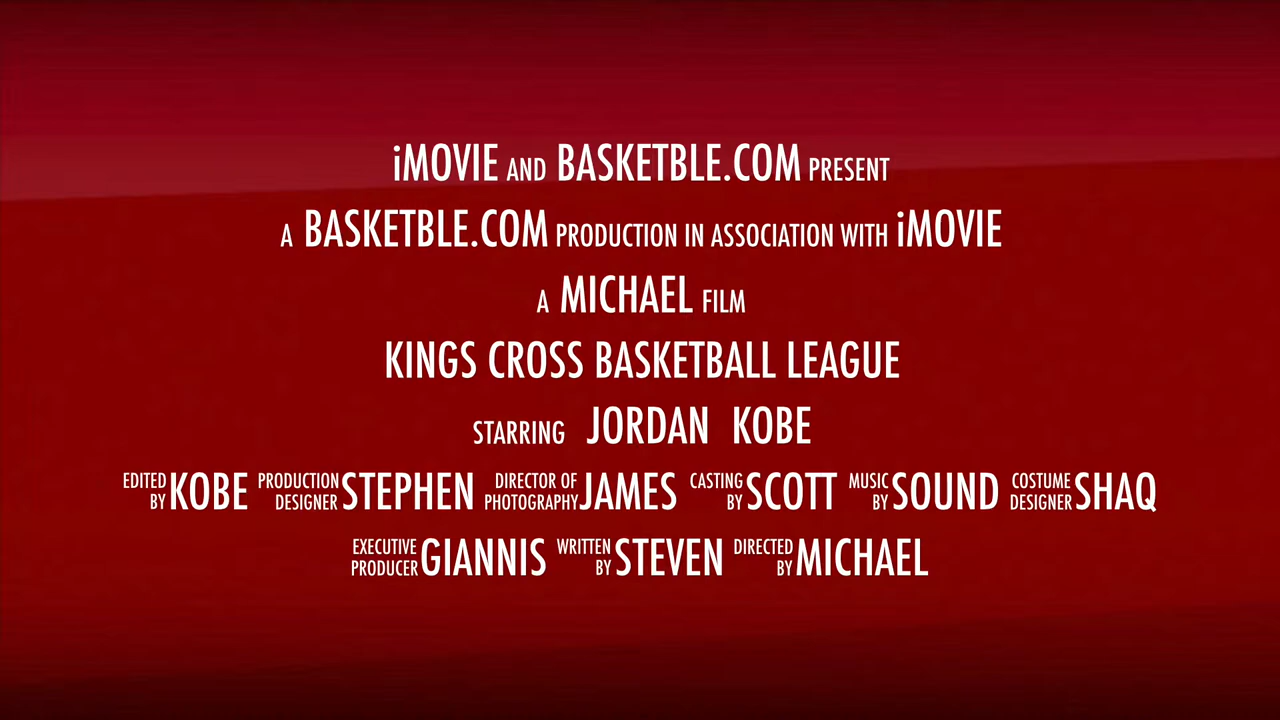 iMOVIE AND BASKETBLE.COM PRESENT
A BASKETBLE.COM PRODUCTION IN ASSOCIATION WITH iMOVIE
A MICHAEL FILM
KINGS CROSS BASKETBALL LEAGUE
STARRING JORDAN KOBE
EDITED BY KOBE PRODUCTION DESIGNER STEPHEN DIRECTOR OF PHOTOGRAPHY JAMES CASTING BY SCOTT MUSIC BY SOUND COSTUME DESIGNER SHAQ
EXECUTIVE PRODUCER GIANNIS WRITTEN BY STEVEN DIRECTED BY MICHAEL